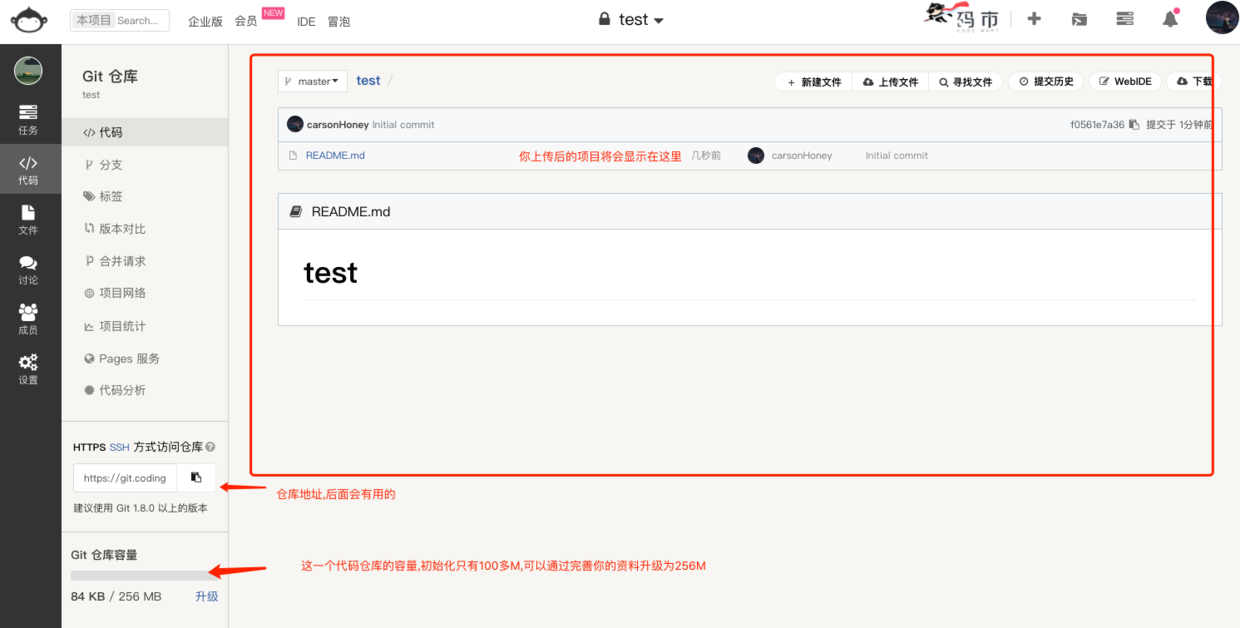 本项目 Search... 企业版 会员 NEW IDE 冒泡 test 码市
CODE MART
Git 仓库
test
任务
代码
文件
讨论
成员
设置
</> 代码
分支
标签
版本对比
合并请求
项目网络
项目统计
Pages 服务
代码分析
HTTPS SSH 方式访问仓库
https://git.coding
建议使用 Git 1.8.0 以上的版本
Git 仓库容量
84 KB / 256 MB 升级
master test / + 新建文件 上传文件 寻找文件 提交历史 WebIDE 下载
carsonHoney Initial commit f0561e7a36 提交于 1分钟前
README.md 你上传后的项目将会显示在这里 几秒前 carsonHoney Initial commit
README.md
test
仓库地址,后面会有用的
这一个代码仓库的容量,初始化只有100多M,可以通过完善你的资料升级为256M